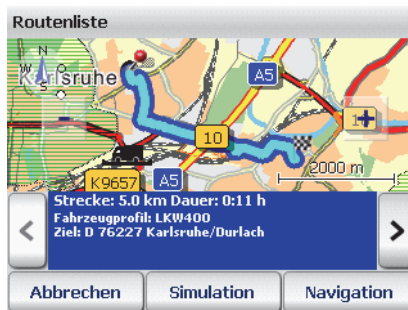 Routenliste
N
Karlsruhe
S
A5
10
1
K9657
A5
2000 m
Strecke: 5.0 km Dauer: 0:11 h
Fahrzeugprofil: LKW400
Ziel: D 76227 Karlsruhe/Durlach
< >
Abbrechen Simulation Navigation